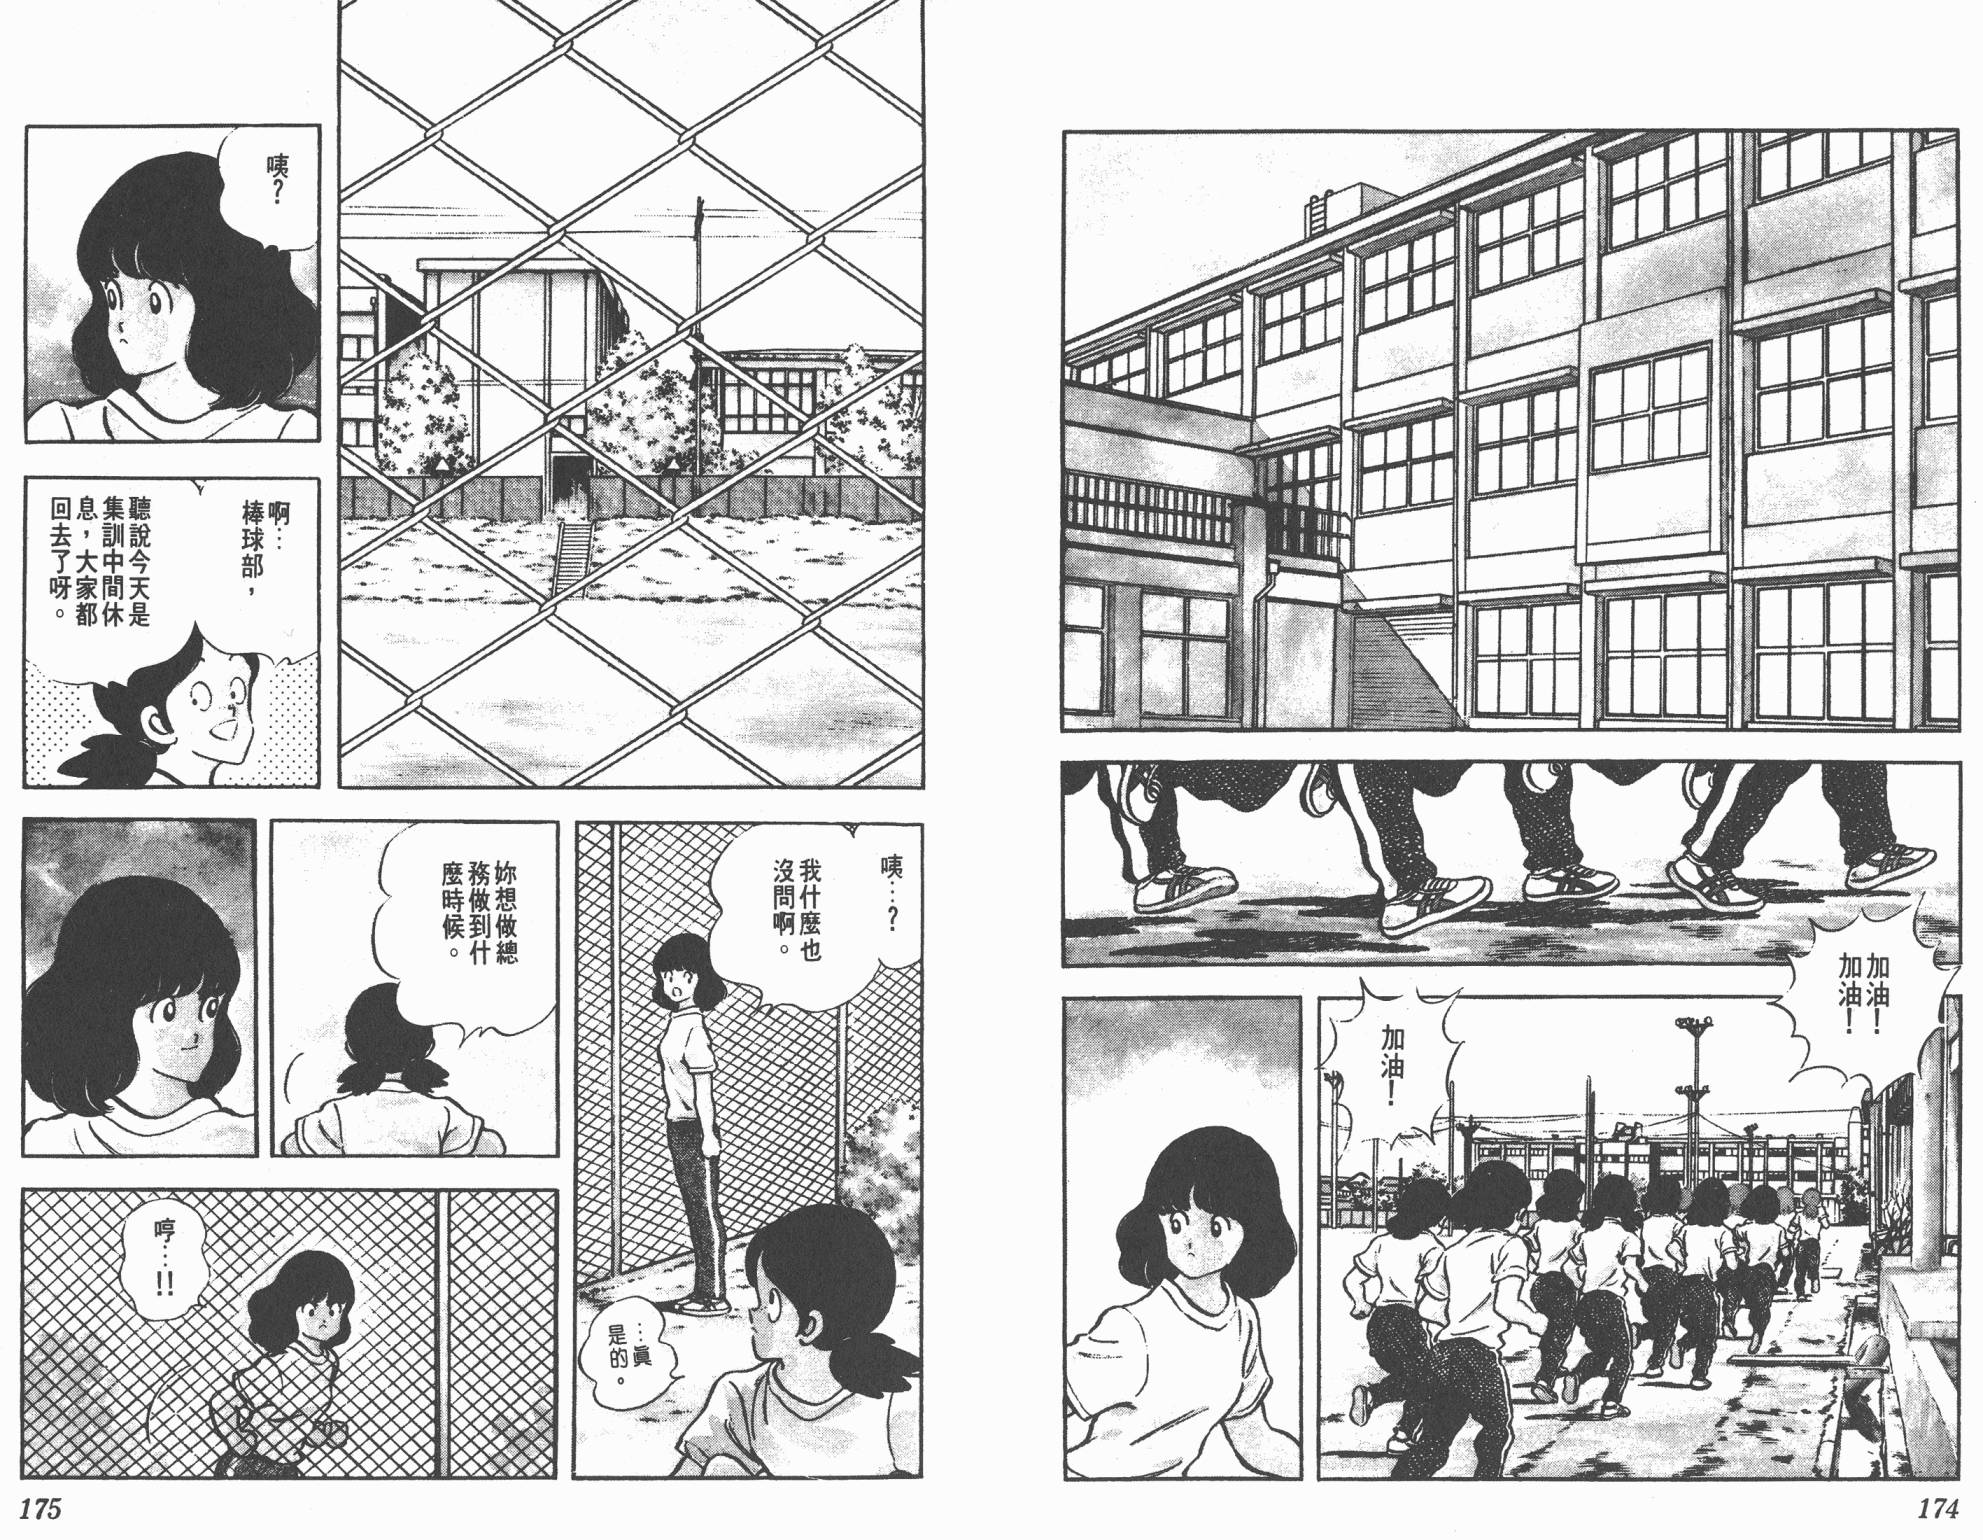 加油！
加油！
加油！
174
咦？
啊⋯
棒球部，
聽說今天是
集訓中間休
息，大家都
回去了呀。
咦⋯？
我什麼也
沒問啊。
⋯眞
是的。
妳想做總
務做到什
麼時候。
哼⋯!!
175